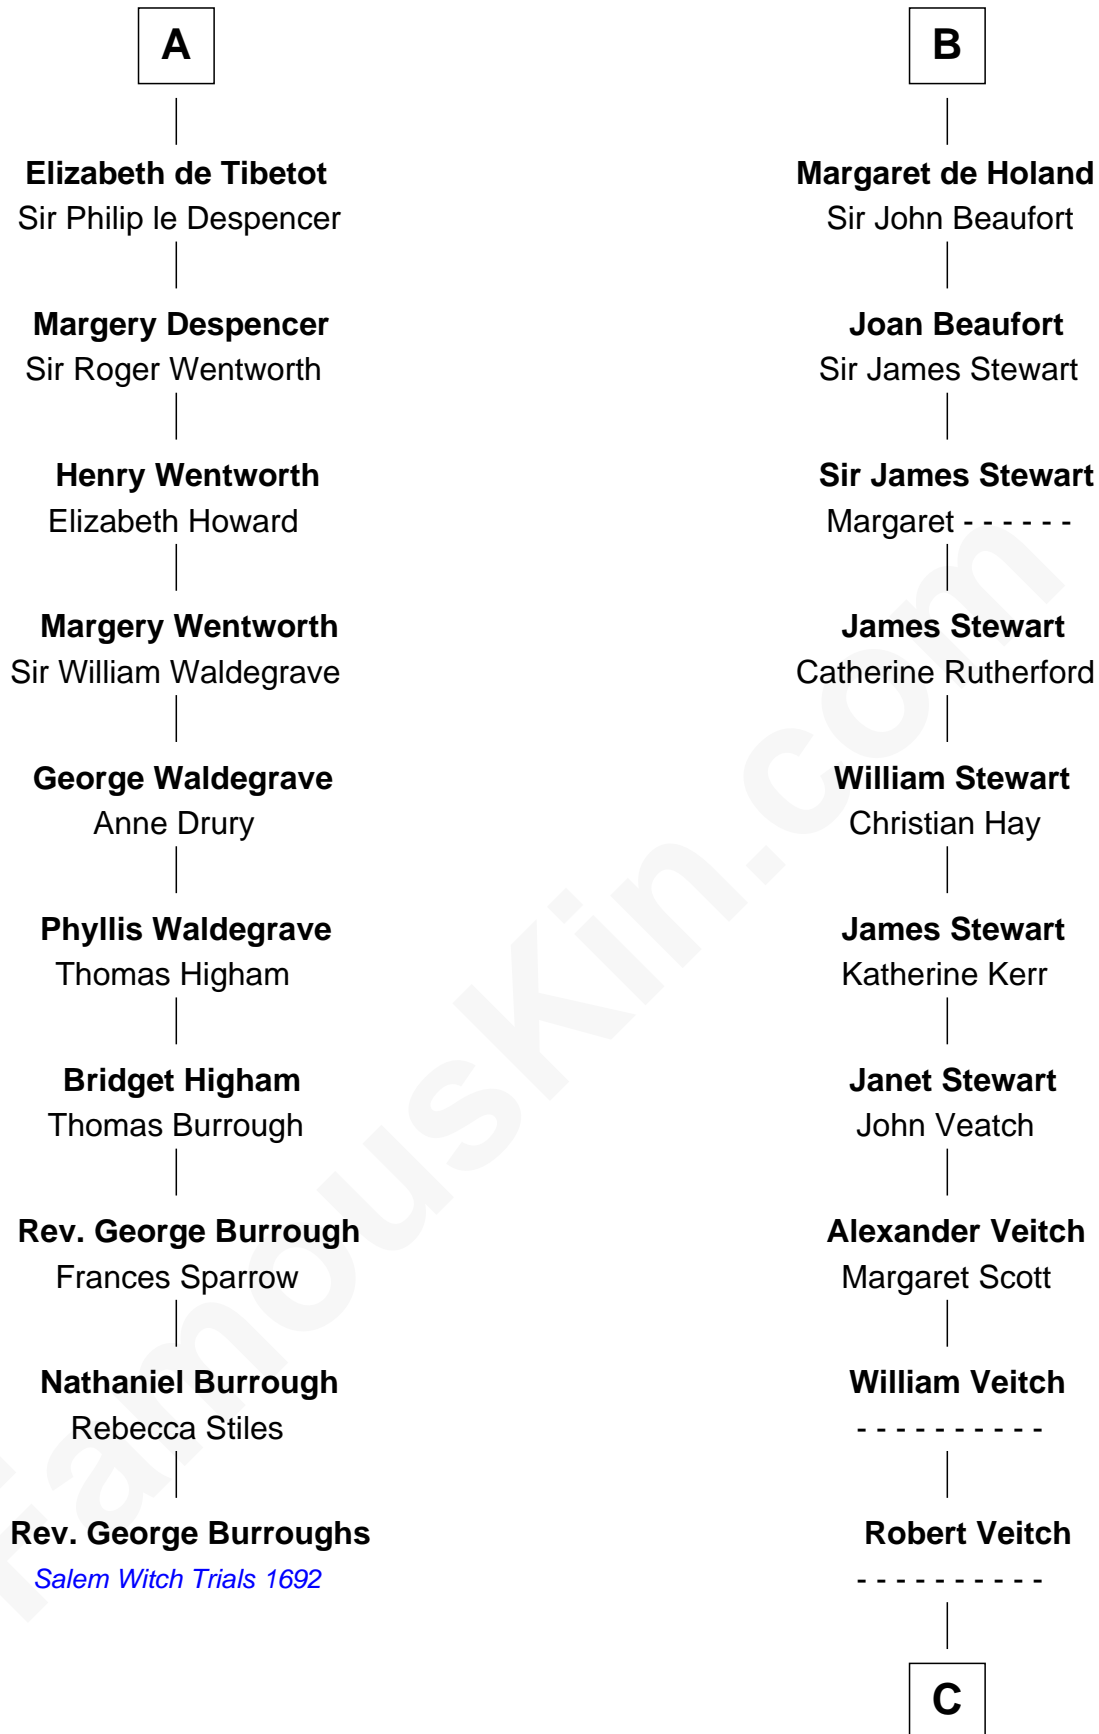 A
Elizabeth de Tibetot
Sir Philip le Despencer
Margery Despencer
Sir Roger Wentworth
Henry Wentworth
Elizabeth Howard
Margery Wentworth
Sir William Waldegrave
George Waldegrave
Anne Drury
Phyllis Waldegrave
Thomas Higham
Bridget Higham
Thomas Burrough
Rev. George Burrough
Frances Sparrow
Nathaniel Burrough
Rebecca Stiles
Rev. George Burroughs
Salem Witch Trials 1692
B
Margaret de Holand
Sir John Beaufort
Joan Beaufort
Sir James Stewart
Sir James Stewart
Margaret - - - - - -
James Stewart
Catherine Rutherford
William Stewart
Christian Hay
James Stewart
Katherine Kerr
Janet Stewart
John Veatch
Alexander Veitch
Margaret Scott
William Veitch
- - - - - - - - - -
Robert Veitch
- - - - - - - - - -
C
FamousKin.com